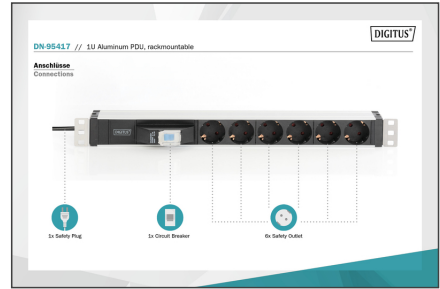 DIGITUS®
DN-95417 // 1U Aluminum PDU, rackmountable
Anschlüsse
Connections
DIGITUS
1x Safety Plug
1x Circuit Breaker
6x Safety Outlet